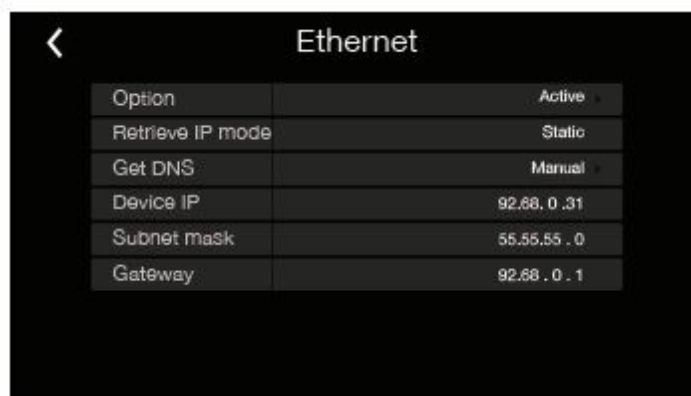 Ethernet
Option Active
Retrieve IP mode Static
Get DNS Manual
Device IP 92.68. 0 .31
Subnet mask 55.55.55 . 0
Gateway 92.68 . 0 . 1